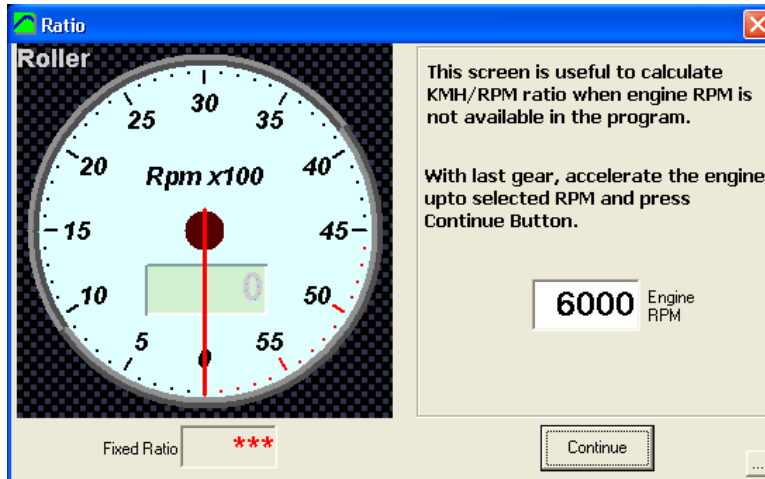 Ratio
Roller
30
25
35
20
40
Rpm x100
15
45
10
50
0
5
55
0
This screen is useful to calculate
KMH/RPM ratio when engine RPM is
not available in the program.
With last gear, accelerate the engine
upto selected RPM and press
Continue Button.
6000
Engine
RPM
Fixed Ratio
***
Continue
...